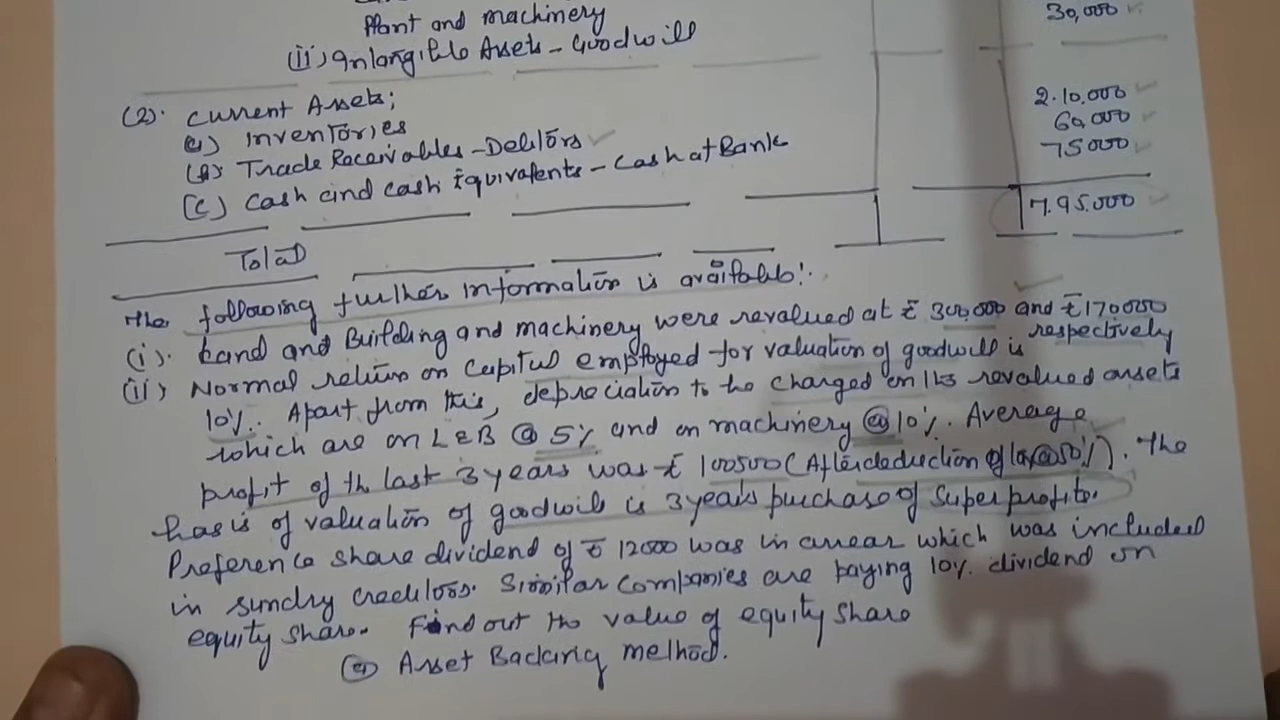 Plant and machinery
30,000
(ii) Intangible Assets - Goodwill
(2). Current Assets;
(a) Inventories 2.10,000
(b) Trade Receivables - Debtors 60,000
(c) Cash and cash Equivalents - Cash at Bank 75000
Total 7.95.000
The following further information is available!.
(i). Land and Building and machinery were revalued at ₹ 300,000 and ₹170000
respectively
(ii) Normal return on Capital employed for valuation of goodwill is
10%. Apart from this, depreciation to be charged on its revalued assets
which are on L&B @ 5% and on machinery @ 10%. Average
profit of the last 3 years was ₹ 100500 (After deduction of tax @ 50%). The
basis of valuation of goodwill is 3 years purchase of Super profits.
Preference share dividend of ₹ 12000 was in arrear which was included
in sundry creditors. Similar Companies are paying 10% dividend on
equity share. Find out the value of equity share
(a) Asset Backing method.